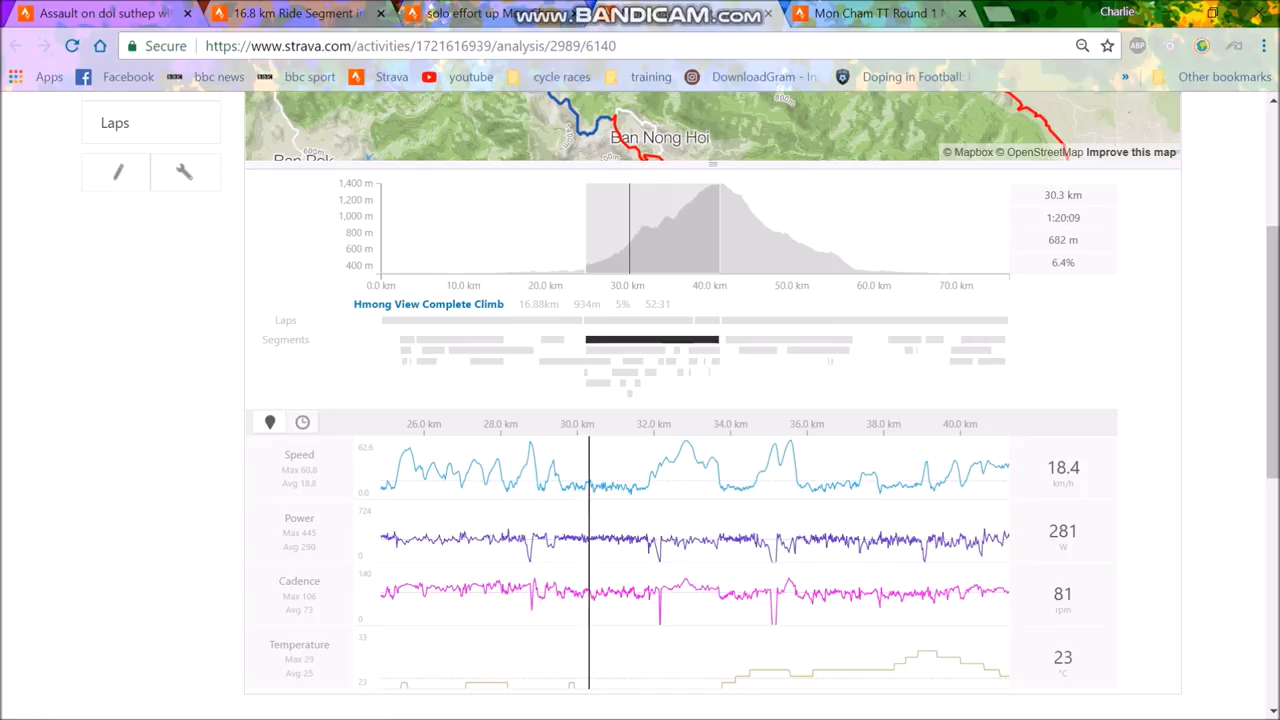 Assault on doi suthep wit
16.8 km Ride Segment in
solo effort up
www.BANDICAM.com
Mon Cham TT Round 1
Charlie
Secure
https://www.strava.com/activities/1721616939/analysis/2989/6140
ABP
Apps
Facebook
BBC
bbc news
BBC
bbc sport
Strava
youtube
cycle races
training
DownloadGram - In
Doping in Football:
»
Other bookmarks
Laps
800m
Ban Nong Hoi
600m
600m
© Mapbox © OpenStreetMap Improve this map
1,400 m
1,200 m
1,000 m
800 m
600 m
400 m
30.3 km
1:20:09
682 m
6.4%
0.0 km 10.0 km 20.0 km 30.0 km 40.0 km 50.0 km 60.0 km 70.0 km
Hmong View Complete Climb 16.88km 934m 5% 52:31
Laps
Segments
26.0 km 28.0 km 30.0 km 32.0 km 34.0 km 36.0 km 38.0 km 40.0 km
Speed
Max 60.8
Avg 18.8
62.6
0.0
18.4
km/h
Power
Max 445
Avg 290
724
0
281
W
Cadence
Max 106
Avg 73
140
0
81
rpm
Temperature
Max 29
Avg 25
33
23
23
°C